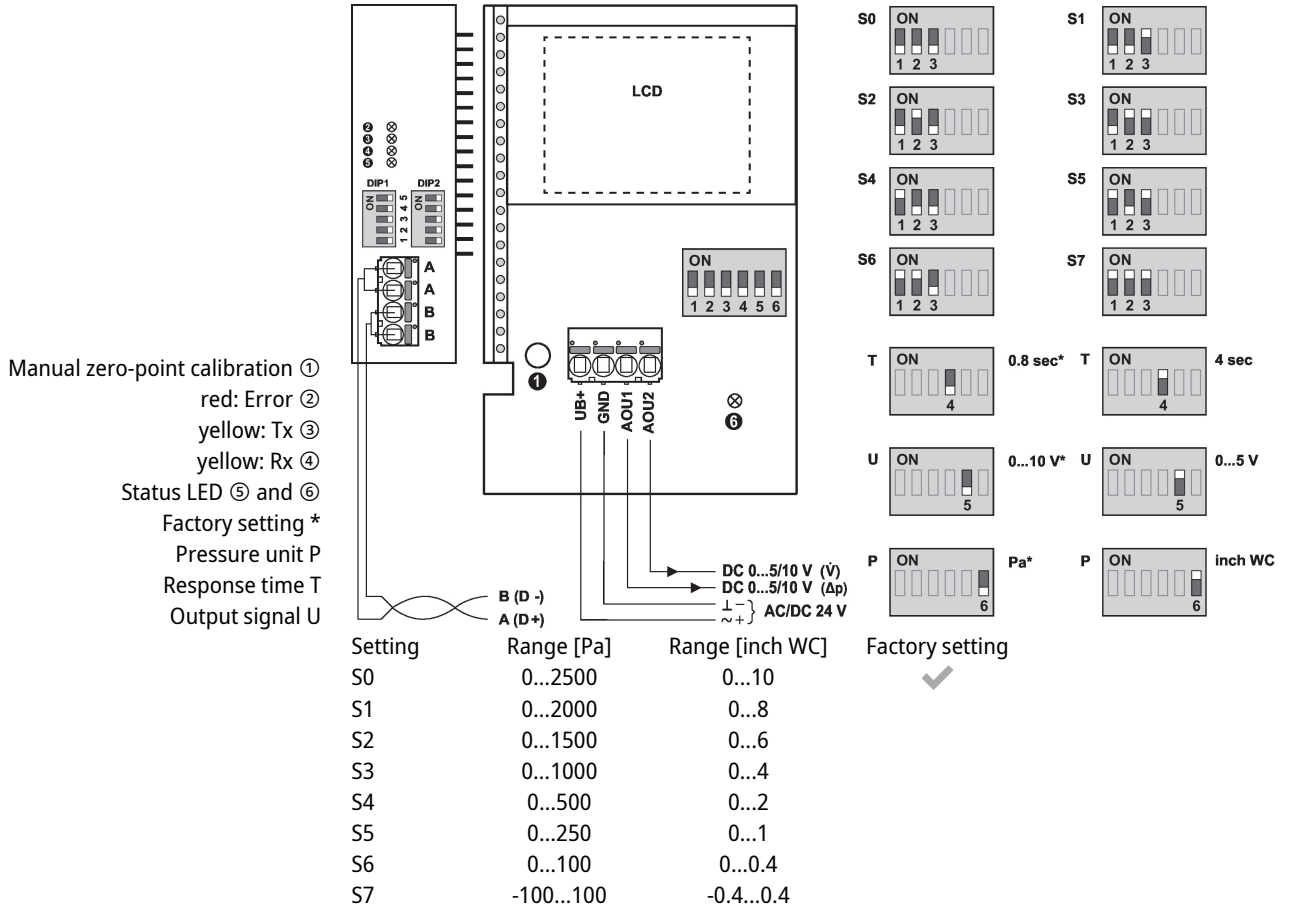 S0
ON
1 2 3
S1
ON
1 2 3
S2
ON
1 2 3
S3
ON
1 2 3
S4
ON
1 2 3
S5
ON
1 2 3
S6
ON
1 2 3
S7
ON
1 2 3
T
ON
4
0.8 sec*
T
ON
4
4 sec
U
ON
5
0...10 V*
U
ON
5
0...5 V
P
ON
6
Pa*
P
ON
6
inch WC
LCD
❷
❸
❹
❺
DIP1
DIP2
ON
1 2 3 4 5
ON
A
A
B
B
ON
1 2 3 4 5 6
❶
UB+
GND
AOU1
AOU2
❻
DC 0...5/10 V (V̇)
DC 0...5/10 V (Δp)
⊥ –
~ +
} AC/DC 24 V
B (D -)
A (D+)
Manual zero-point calibration ①
red: Error ②
yellow: Tx ③
yellow: Rx ④
Status LED ⑤ and ⑥
Factory setting *
Pressure unit P
Response time T
Output signal U
Setting Range [Pa] Range [inch WC] Factory setting
S0 0...2500 0...10 ✔
S1 0...2000 0...8
S2 0...1500 0...6
S3 0...1000 0...4
S4 0...500 0...2
S5 0...250 0...1
S6 0...100 0...0.4
S7 -100...100 -0.4...0.4